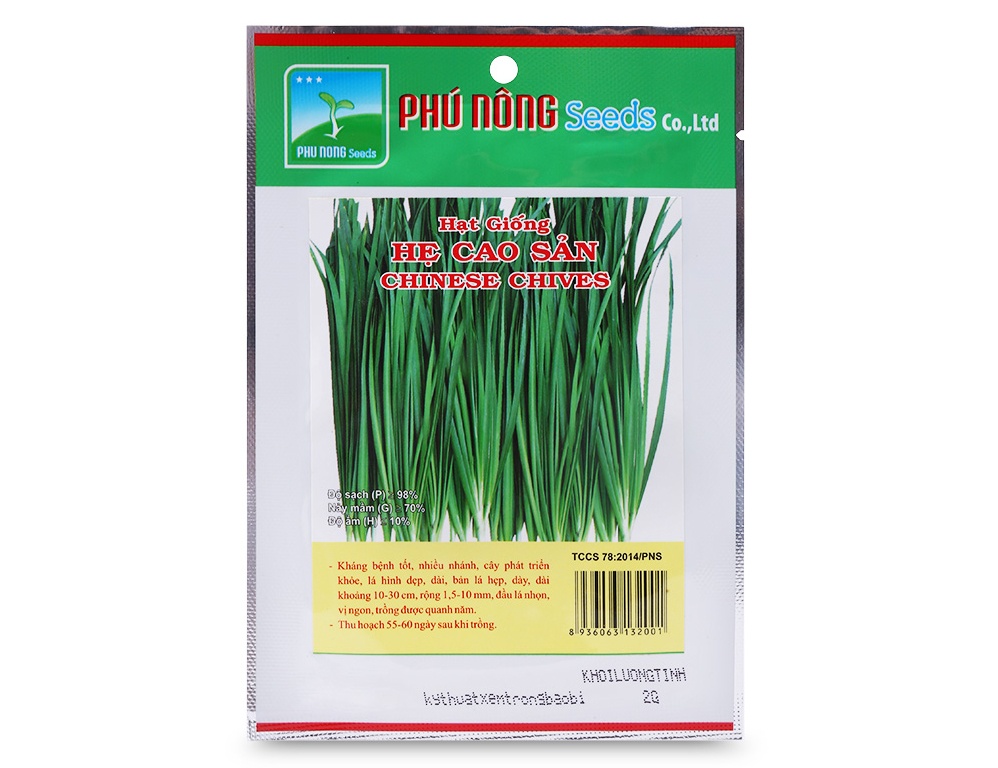 PHÚ NÔNG Seeds Co.,Ltd
PHU NONG Seeds
Hạt Giống
HẸ CAO SẢN
CHINESE CHIVES
Độ sạch (P) > 98%
Nảy mầm (G) > 70%
Độ ẩm (H) < 10%
- Kháng bệnh tốt, nhiều nhánh, cây phát triển
khỏe, lá hình dẹp, dài, bản lá hẹp, dày, dài
khoảng 10-30 cm, rộng 1,5-10 mm, đầu lá nhọn,
vị ngon, trồng được quanh năm.
- Thu hoạch 55-60 ngày sau khi trồng.
TCCS 78:2014/PNS
8 936063 132001
KHOILUONGTINH
kythuatxemtrongbaobi 2G